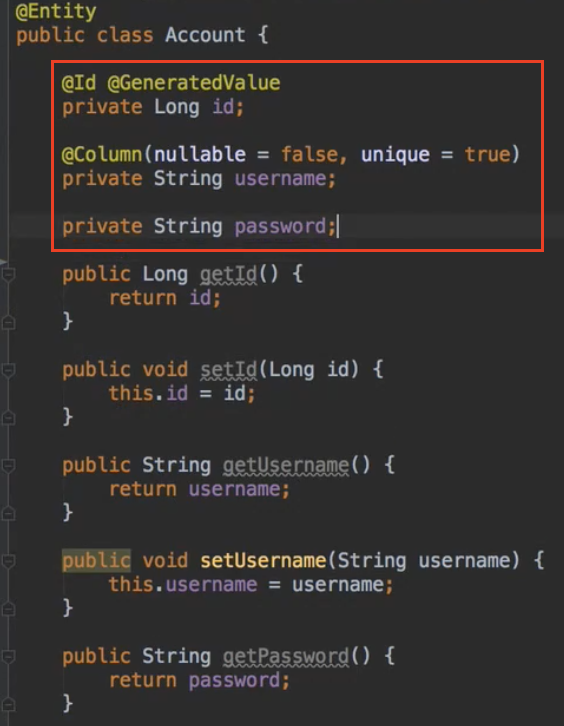 @Entity
public class Account {
@Id @GeneratedValue
private Long id;
@Column(nullable = false, unique = true)
private String username;
private String password;
public Long getId() {
return id;
}
public void setId(Long id) {
this.id = id;
}
public String getUsername() {
return username;
}
public void setUsername(String username) {
this.username = username;
}
public String getPassword() {
return password;
}